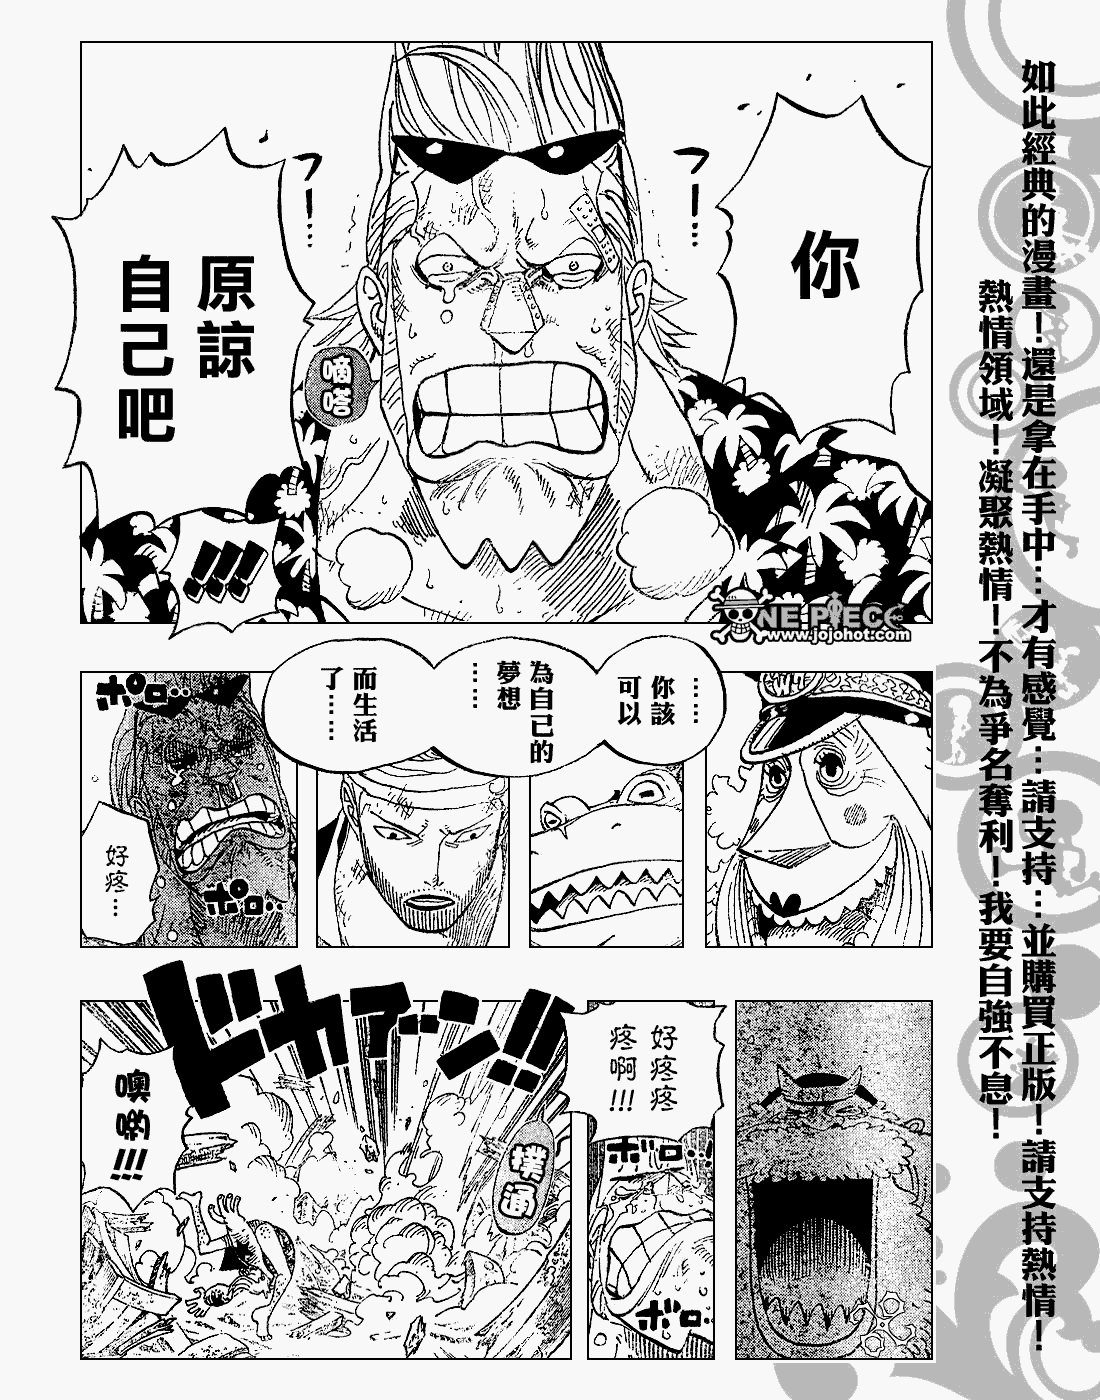 如此經典的漫畫！還是拿在手中…才有感覺…請支持…並購買正版！請支持熱情！
熱情領域！凝聚熱情！不為爭名奪利！我要自強不息！
你
フー…
フー…
原諒
自己吧
!!!
嘀嗒
ONE PIECE
www.jojohot.com
……
你該
可以
為自己的
夢想
……
而生活
了……
ポロ…
ポロ…
好疼…
好疼疼
疼啊!!!
ポロ…!!
ポロ…
ドカアーン!!
撲通
噢嗚!!!